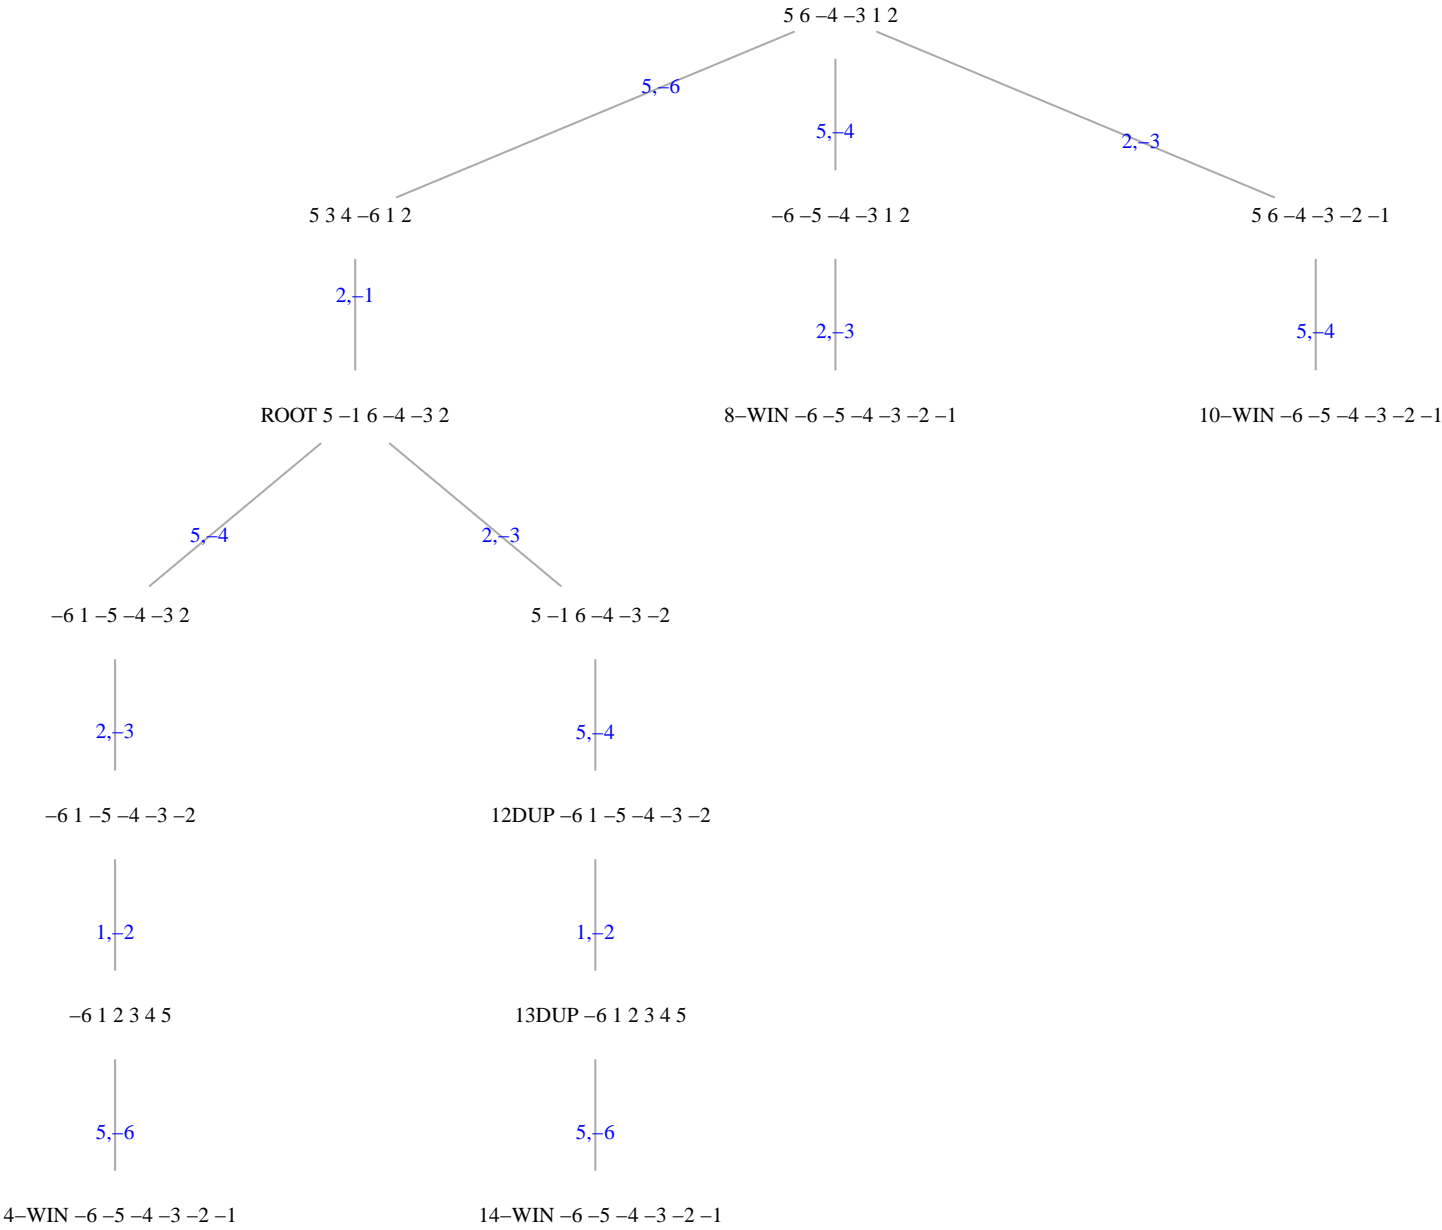 5 6 –4 –3 1 2
5,–6
5,–4
2,–3
5 3 4 –6 1 2
–6 –5 –4 –3 1 2
5 6 –4 –3 –2 –1
2,–1
2,–3
5,–4
ROOT 5 –1 6 –4 –3 2
8–WIN –6 –5 –4 –3 –2 –1
10–WIN –6 –5 –4 –3 –2 –1
5,–4
2,–3
–6 1 –5 –4 –3 2
5 –1 6 –4 –3 –2
2,–3
5,–4
–6 1 –5 –4 –3 –2
12DUP –6 1 –5 –4 –3 –2
1,–2
1,–2
–6 1 2 3 4 5
13DUP –6 1 2 3 4 5
5,–6
5,–6
4–WIN –6 –5 –4 –3 –2 –1
14–WIN –6 –5 –4 –3 –2 –1